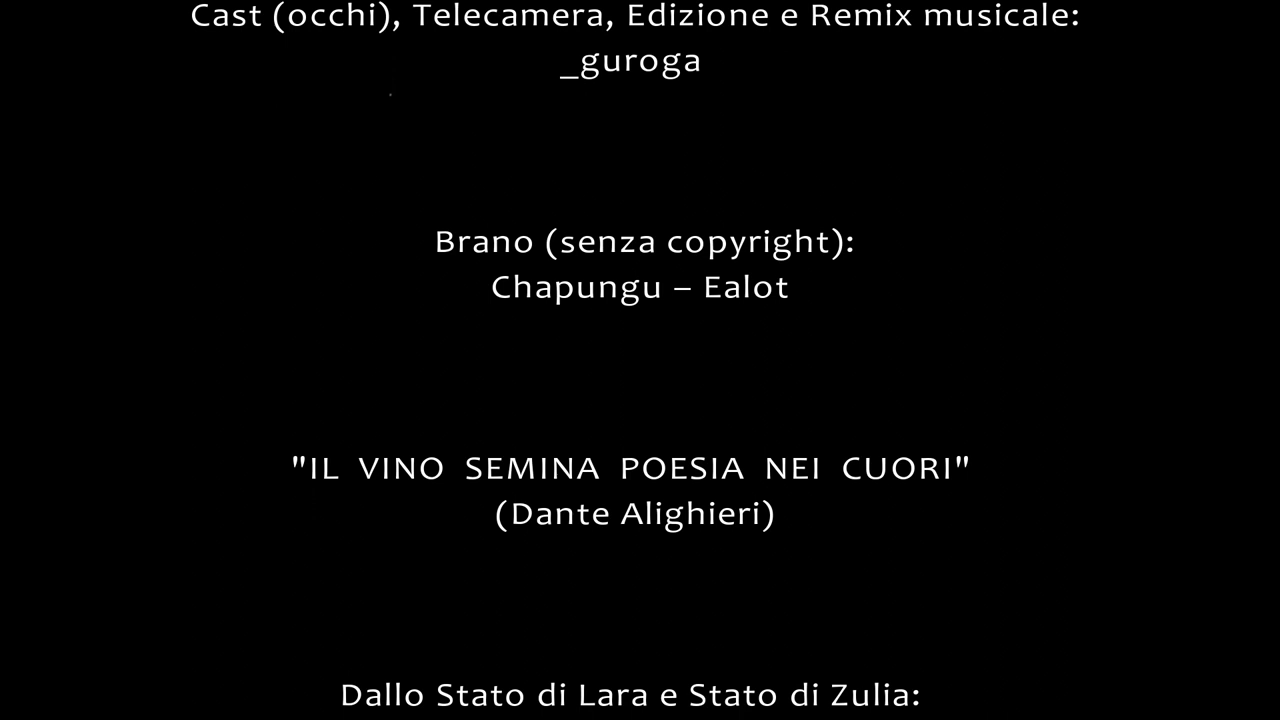 Cast (occhi), Telecamera, Edizione e Remix musicale:
_guroga
Brano (senza copyright):
Chapungu – Ealot
"IL VINO SEMINA POESIA NEI CUORI"
(Dante Alighieri)
Dallo Stato di Lara e Stato di Zulia: